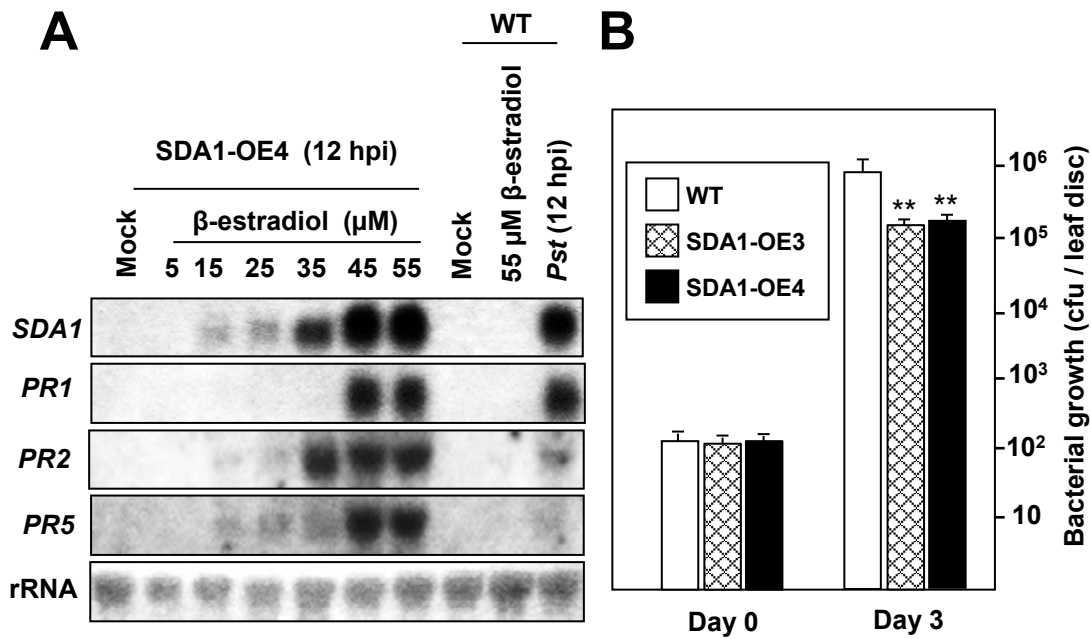 A
WT
SDA1-OE4 (12 hpi)
β-estradiol (µM)
Mock
5 15 25 35 45 55
Mock
55 µM β-estradiol
Pst (12 hpi)
SDA1
PR1
PR2
PR5
rRNA
B
WT
SDA1-OE3
SDA1-OE4
** **
10⁶
10⁵
10⁴
10³
10²
10
Bacterial growth (cfu / leaf disc)
Day 0 Day 3